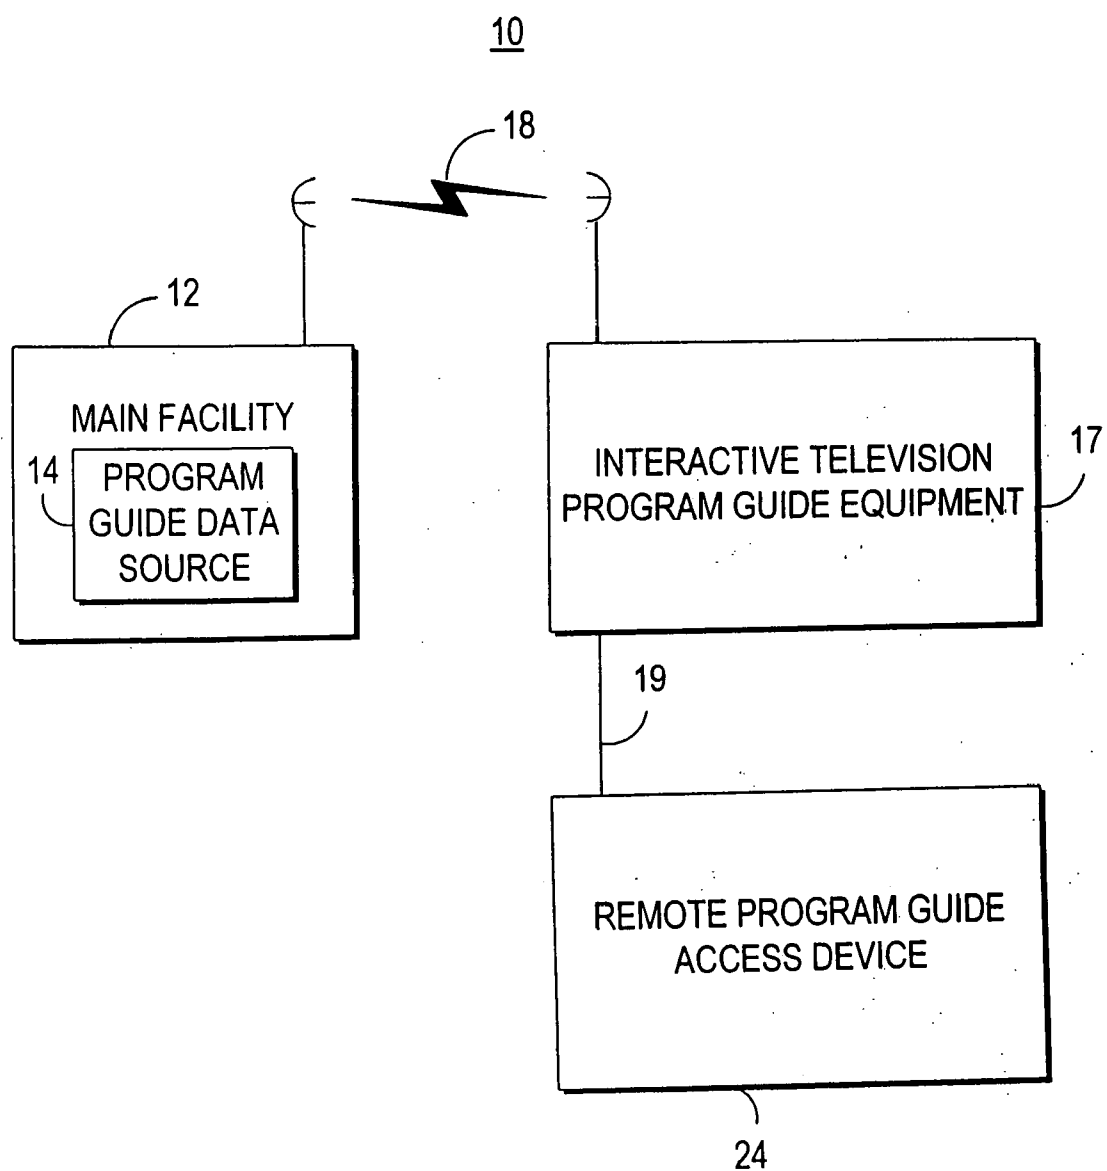 10
18
12
MAIN FACILITY
14
PROGRAM
GUIDE DATA
SOURCE
INTERACTIVE TELEVISION
PROGRAM GUIDE EQUIPMENT
17
19
REMOTE PROGRAM GUIDE
ACCESS DEVICE
24